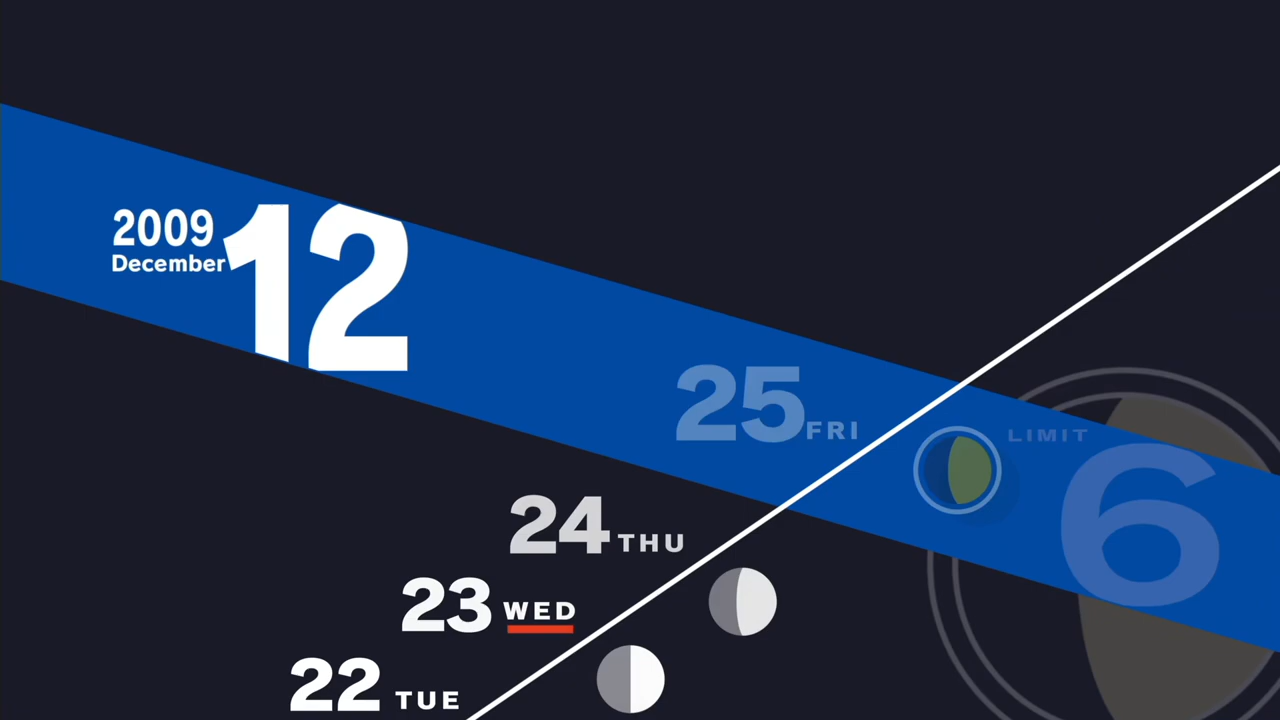 2009
December
12
25 FRI
LIMIT
6
24 THU
23 WED
22 TUE